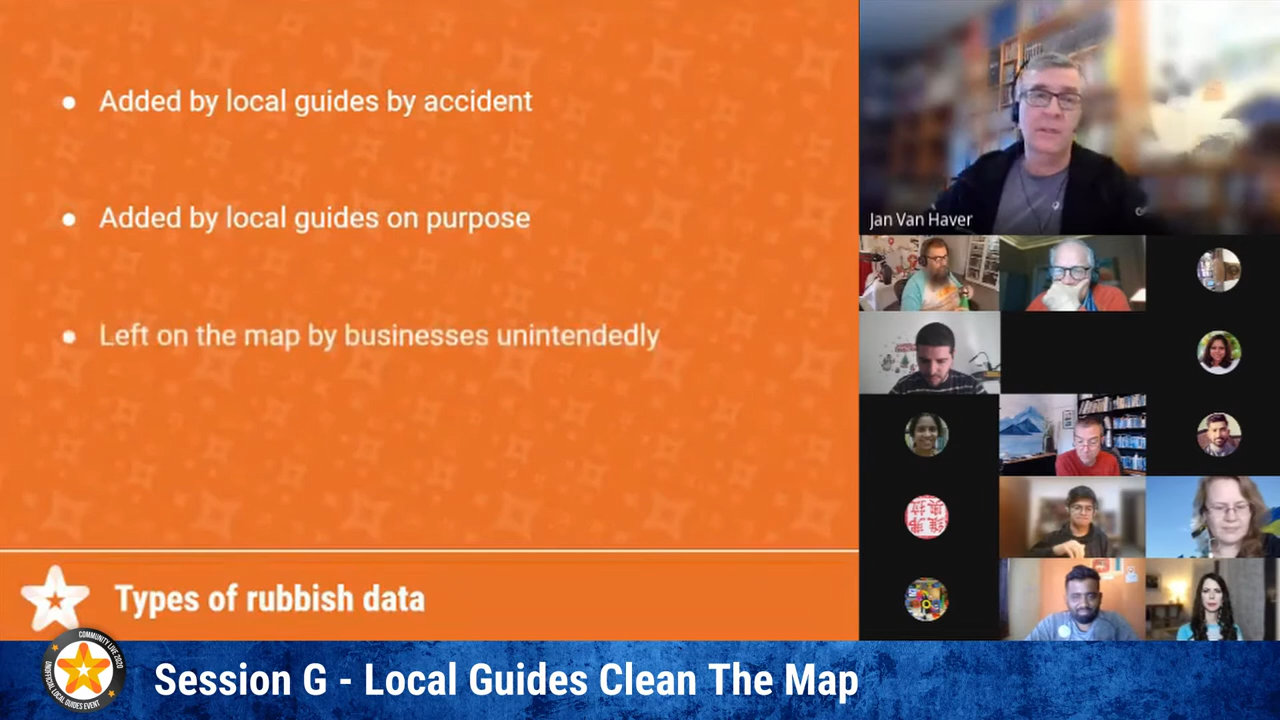 Added by local guides by accident
Added by local guides on purpose
Left on the map by businesses unintendedly
Types of rubbish data
Jan Van Haver
COMMUNITY LIVE 2020
UNOFFICIAL LOCAL GUIDES EVENT
Session G - Local Guides Clean The Map